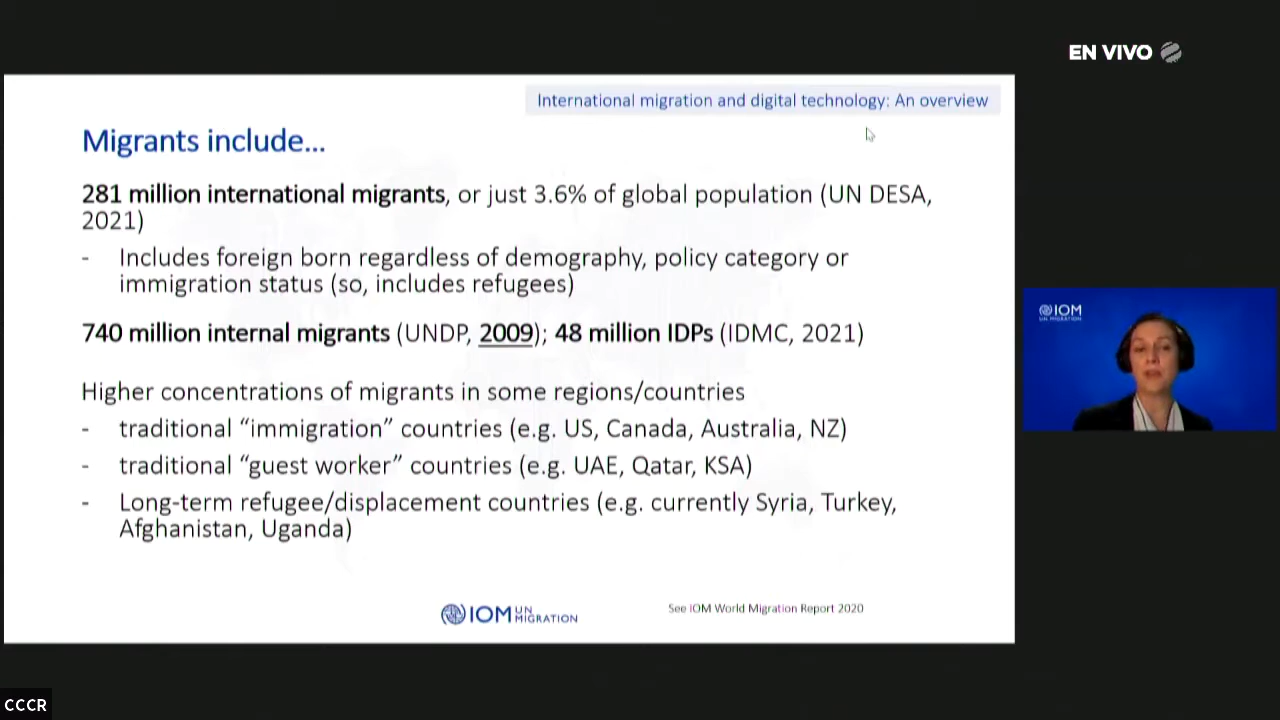 EN VIVO
International migration and digital technology: An overview
Migrants include...
281 million international migrants, or just 3.6% of global population (UN DESA,
2021)
- Includes foreign born regardless of demography, policy category or
immigration status (so, includes refugees)
740 million internal migrants (UNDP, 2009); 48 million IDPs (IDMC, 2021)
Higher concentrations of migrants in some regions/countries
- traditional “immigration” countries (e.g. US, Canada, Australia, NZ)
- traditional “guest worker” countries (e.g. UAE, Qatar, KSA)
- Long-term refugee/displacement countries (e.g. currently Syria, Turkey,
Afghanistan, Uganda)
IOM UN MIGRATION
See IOM World Migration Report 2020
IOM
UN MIGRATION
CCCR